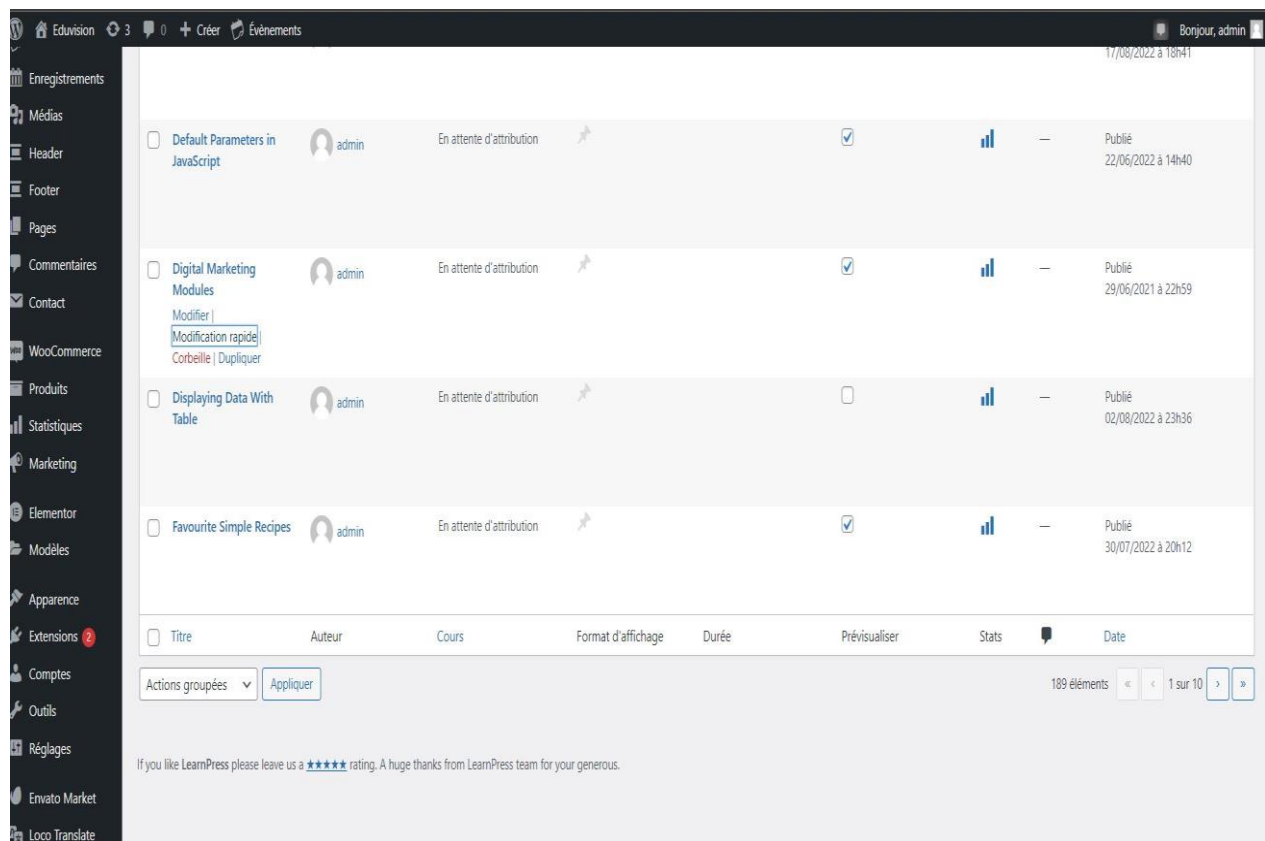 Eduvision 3 0 + Créer Évènements Bonjour, admin
17/08/2022 à 18h41
Enregistrements
Médias
Header
Footer
Pages
Commentaires
Contact
WooCommerce
Produits
Statistiques
Marketing
Elementor
Modèles
Apparence
Extensions 2
Comptes
Outils
Réglages
Envato Market
Loco Translate
Default Parameters in
JavaScript
admin
En attente d'attribution
—
Publié
22/06/2022 à 14h40
Digital Marketing
Modules
Modifier |
Modification rapide |
Corbeille | Dupliquer
admin
En attente d'attribution
—
Publié
29/06/2021 à 22h59
Displaying Data With
Table
admin
En attente d'attribution
—
Publié
02/08/2022 à 23h36
Favourite Simple Recipes
admin
En attente d'attribution
—
Publié
30/07/2022 à 20h12
Titre Auteur Cours Format d'affichage Durée Prévisualiser Stats Date
Actions groupées Appliquer 189 éléments « ‹ 1 sur 10 › »
If you like LearnPress please leave us a ★★★★★ rating. A huge thanks from LearnPress team for your generous.